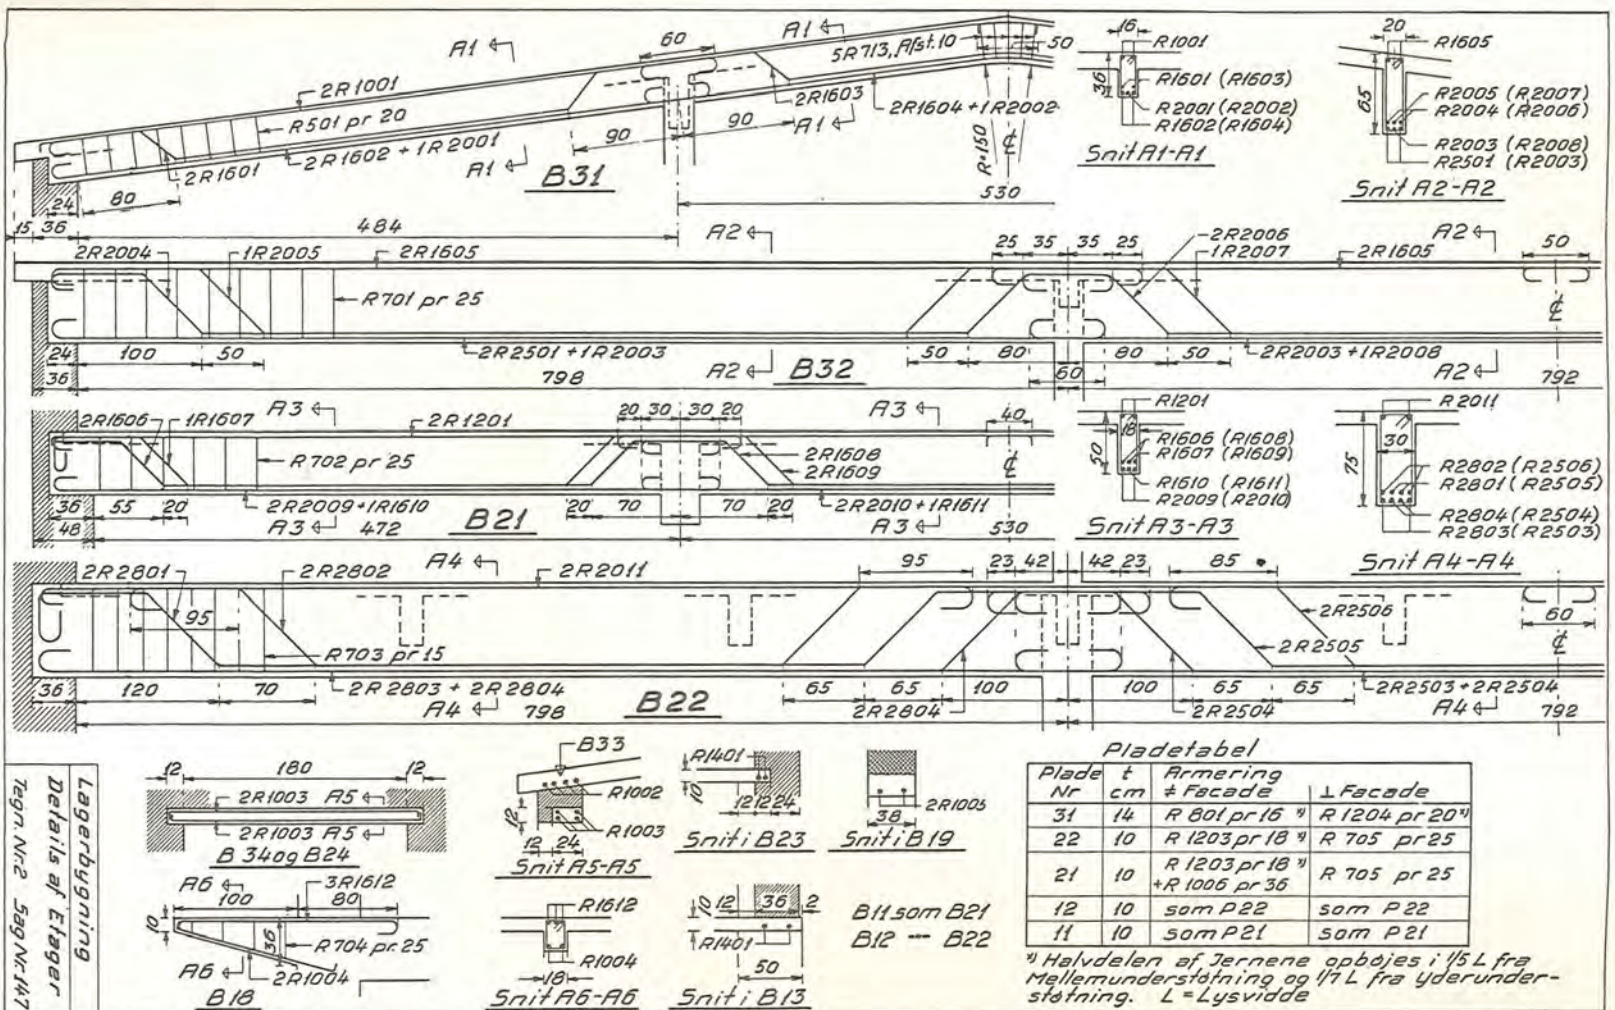 A1 A1
60
5R713, Afst. 10
50
2R1001
R501 pr 20
2R1603
2R1604 + 1R2002
90 90
A1
2R1602 + 1R2001
A1
2R1601
B31
R=150
℄
530
24 80
15 36 484
16
R1001
36
R1601 (R1603)
R2001 (R2002)
R1602 (R1604)
Snit A1-A1
20
R1605
65
R2005 (R2007)
R2004 (R2006)
R2003 (R2008)
R2501 (R2003)
Snit A2-A2
A2 A2
2R2004 1R2005 2R1605
25 35 35 25
2R2006
1R2007
2R1605
50
R701 pr 25
℄
24 100 50
2R2501 + 1R2003
50 80 80 50
2R2003 + 1R2008
36 798 A2 B32 60 A2 792
2R1606 1R1607 A3 2R1201
20 30 30 20
A3
40
R702 pr 25
2R1608
2R1609
℄
36 55 20
2R2009 + 1R1610
20 70 70 20
2R2010 + 1R1611
48 A3 472 B21 A3 530
R1201
18
50
R1606 (R1608)
R1607 (R1609)
R1610 (R1611)
R2009 (R2010)
Snit A3-A3
R2011
30
75
R2802 (R2506)
R2801 (R2505)
R2804 (R2504)
R2803 (R2503)
Snit A4-A4
2R2801 2R2802 A4 2R2011
95 23 42 42 23 85
95
R703 pr 15
2R2506
2R2505
60
℄
36 120 70
2R2803 + 2R2804
65 65 100 100 65 65
2R2503 + 2R2504
A4 798 B22 2R2804 2R2504 A4 792
12 180 12
2R1003 A5
2R1003 A5
B 34 og B24
B33
R1002
12
R1003
12 24
Snit A5-A5
R1401
10
12 12 24
Snit i B23
2R1005
38
Snit i B19
A6 3R1612
100 80
10
36
R704 pr 25
A6 2R1004
B18
R1612
R1004
18
Snit A6-A6
10 12 36 2
R1401
50
Snit i B13
B11 som B21
B12 --- B22
Pladetabel
Plade t Armering
Nr cm ≠ Facade ⊥ Facade
31 14 R 801 pr 16 *) R 1204 pr 20 *)
22 10 R 1203 pr 18 *) R 705 pr 25
21 10 R 1203 pr 18 *) R 705 pr 25
+R 1006 pr 36
12 10 som P22 som P 22
11 10 som P21 som P 21
*) Halvdelen af Jernene opbøjes i 1/5 L fra
Mellemunderstøtning og 1/7 L fra Yderunder-
støtning. L = Lysvidde
Lagerbygning
Details af Etager
Tegn. Nr. 2 Sag Nr. 147